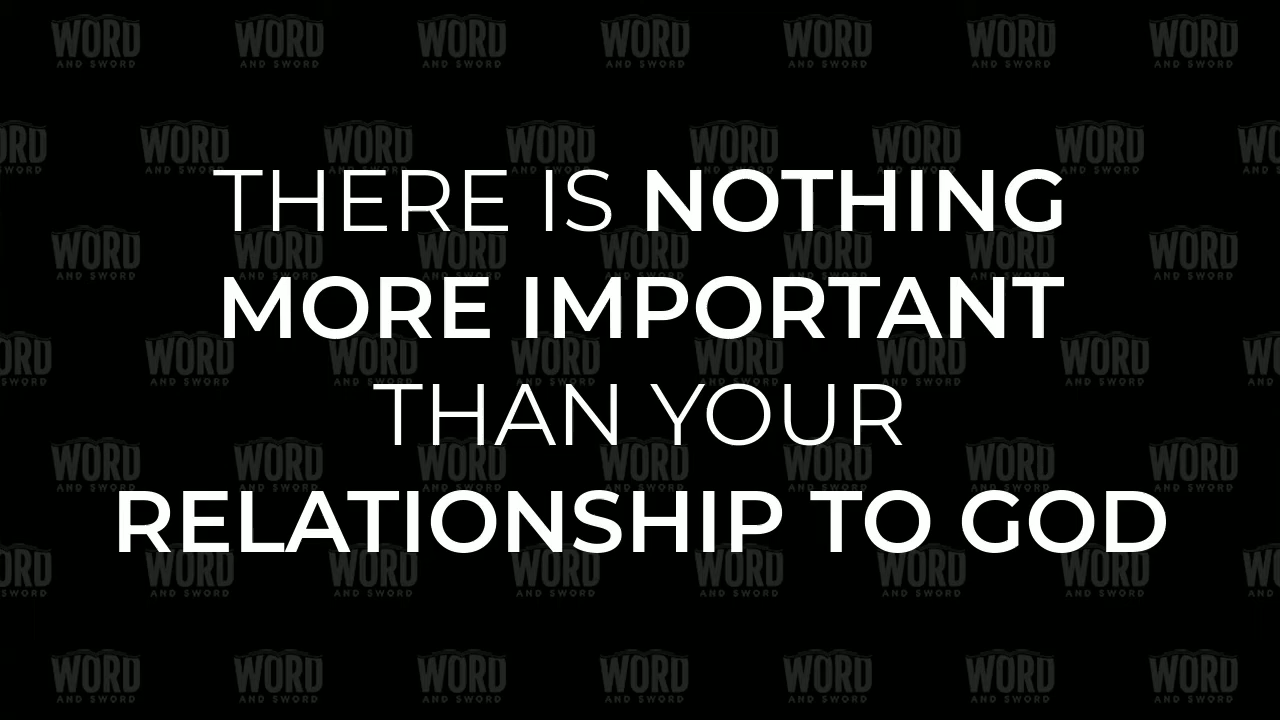 THERE IS NOTHING
MORE IMPORTANT
THAN YOUR
RELATIONSHIP TO GOD
WORD
AND SWORD